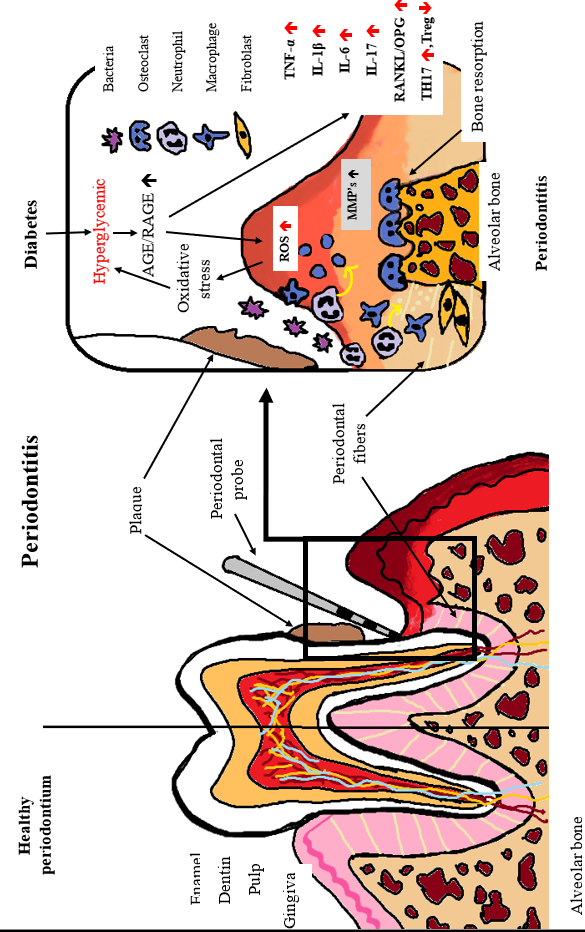 Healthy
periodontium
Periodontitis
Diabetes
Enamel
Dentin
Pulp
Gingiva
Alveolar bone
Plaque
Periodontal
probe
Periodontal
fibers
Hyperglycemic
AGE/RAGE
Oxidative
stress
ROS
MMP's
Bacteria
Osteoclast
Neutrophil
Macrophage
Fibroblast
TNF-α
IL-1β
IL-6
IL-17
RANKL/OPG
TH17 ,Treg
Bone resorption
Alveolar bone
Periodontitis